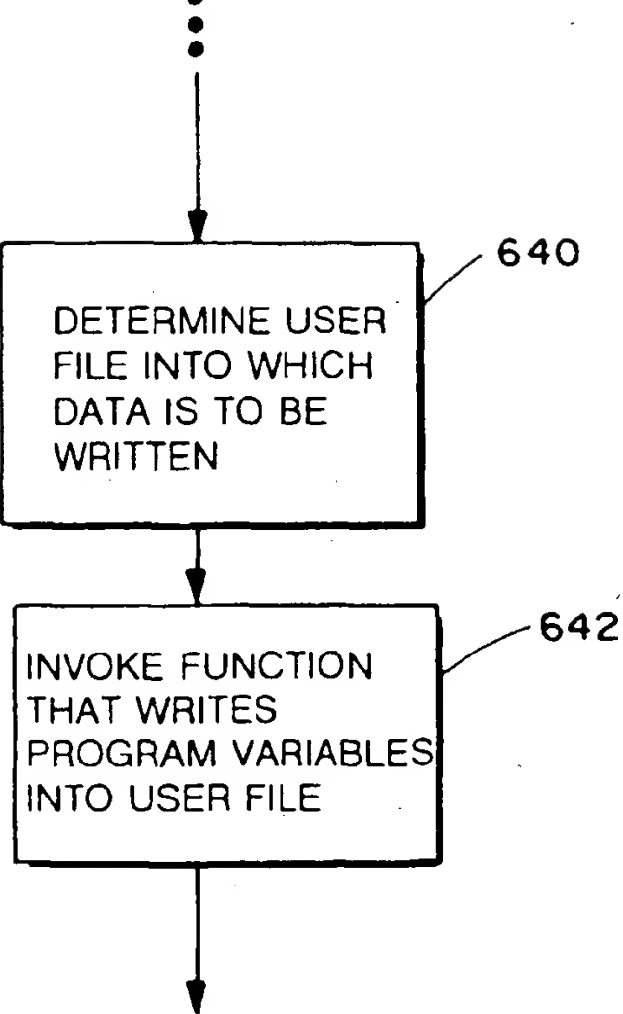 640
DETERMINE USER
FILE INTO WHICH
DATA IS TO BE
WRITTEN
642
INVOKE FUNCTION
THAT WRITES
PROGRAM VARIABLES
INTO USER FILE